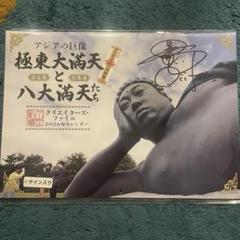 アジアの巨像
極東大満天
と
八大満天たち
クリエイターズ・
ファイル
2026年カレンダー
サイン入り